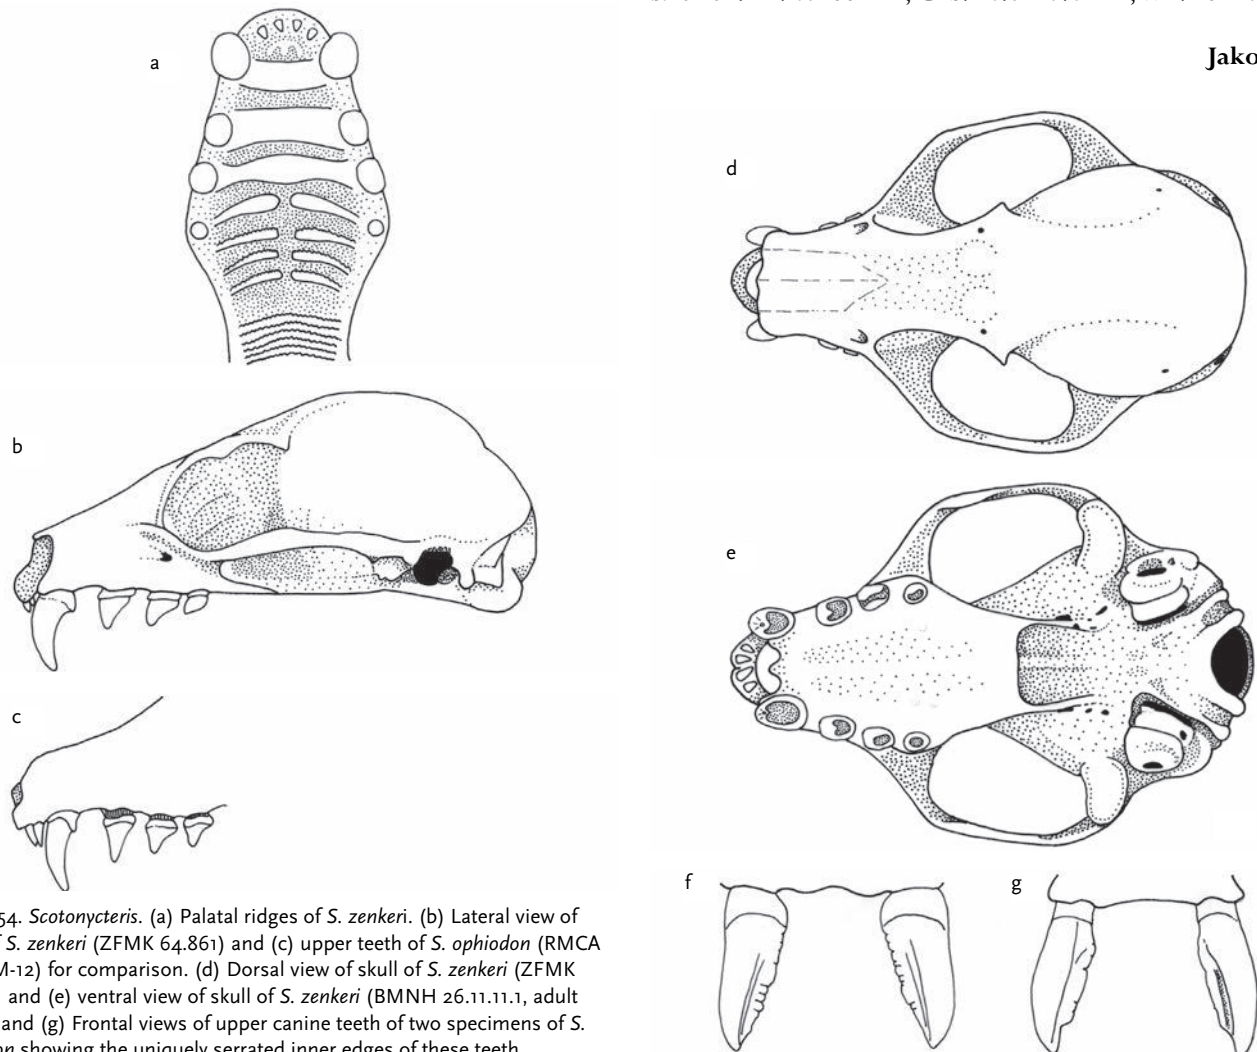 Jako
a
d
b
e
c
f
g
54. Scotonycteris. (a) Palatal ridges of S. zenkeri. (b) Lateral view of
S. zenkeri (ZFMK 64.861) and (c) upper teeth of S. ophiodon (RMCA
M-12) for comparison. (d) Dorsal view of skull of S. zenkeri (ZFMK
and (e) ventral view of skull of S. zenkeri (BMNH 26.11.11.1, adult
and (g) Frontal views of upper canine teeth of two specimens of S.
showing the uniquely serrated inner edges of these teeth